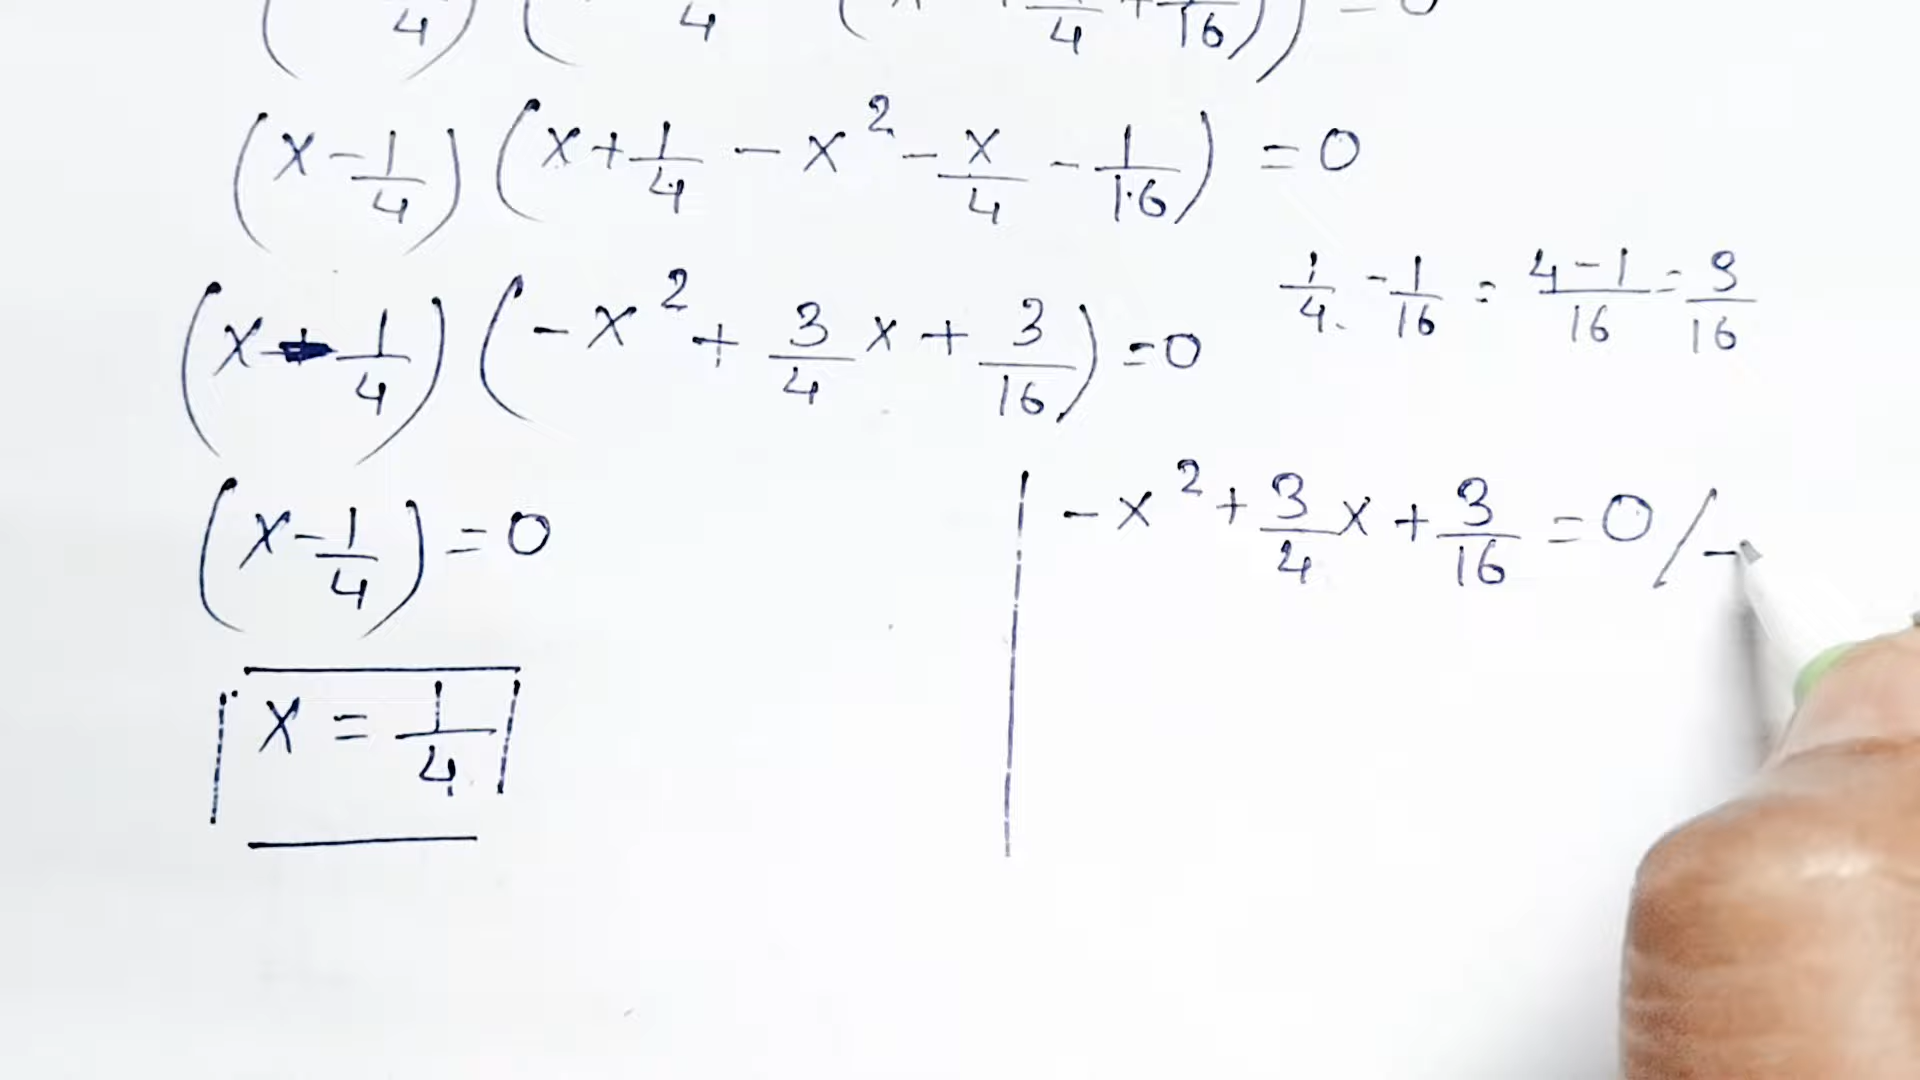 (x - 1/4) (x + 1/4 - x² - x/4 - 1/16) = 0
1/4 - 1/16 = (4 - 1)/16 = 3/16
(x - 1/4) (-x² + 3/4 x + 3/16) = 0
(x - 1/4) = 0
-x² + 3/4 x + 3/16 = 0 / -
x = 1/4